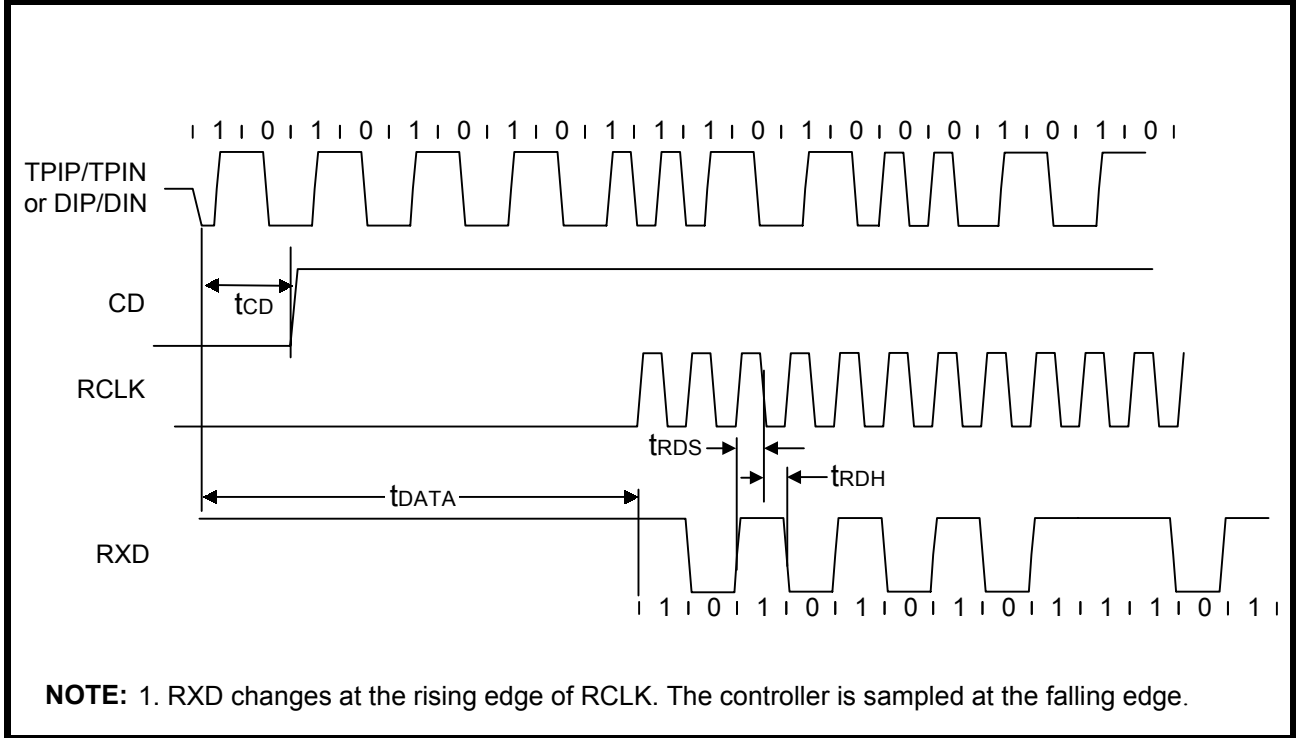 1 0 1 0 1 0 1 0 1 1 1 0 1 0 0 0 1 0 1 0
TPIP/TPIN
or DIP/DIN
CD
tCD
RCLK
tRDS
tRDH
tDATA
RXD
1 0 1 0 1 0 1 0 1 1 1 0 1
NOTE: 1. RXD changes at the rising edge of RCLK. The controller is sampled at the falling edge.